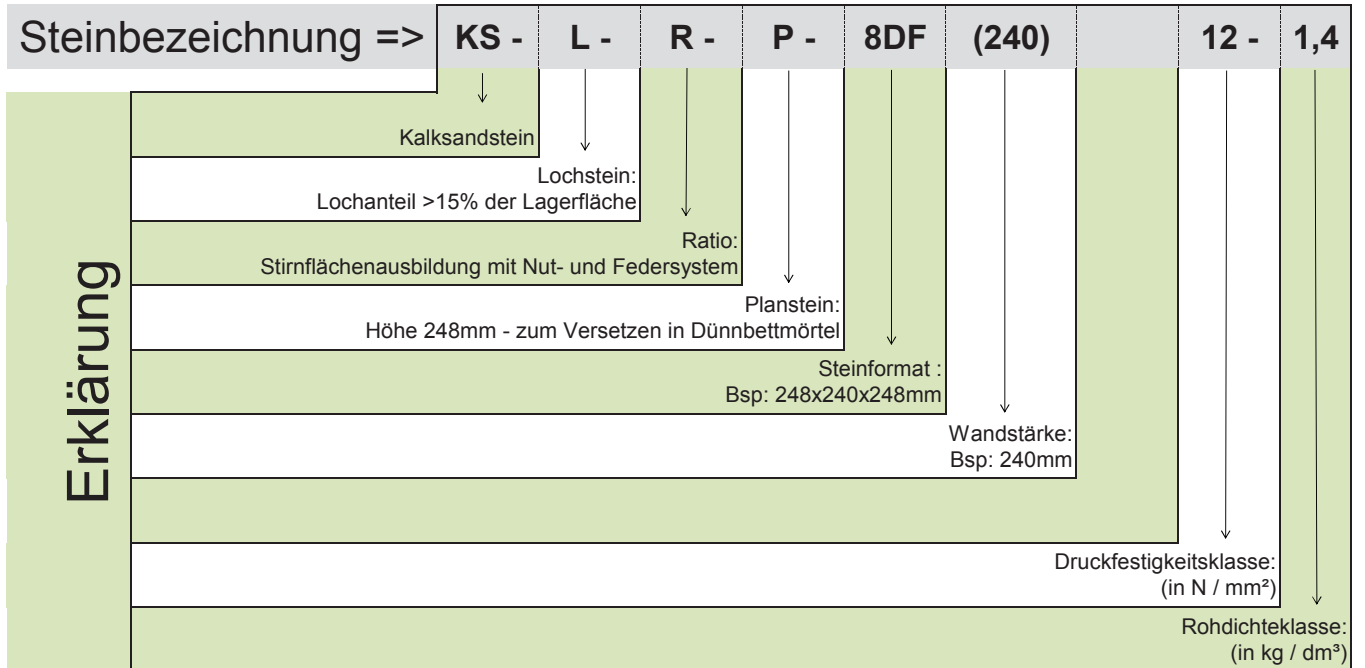 Steinbezeichnung => KS - L - R - P - 8DF (240) 12 - 1,4
Kalksandstein
Lochstein:
Lochanteil >15% der Lagerfläche
Ratio:
Stirnflächenausbildung mit Nut- und Federsystem
Planstein:
Höhe 248mm - zum Versetzen in Dünnbettmörtel
Steinformat :
Bsp: 248x240x248mm
Wandstärke:
Bsp: 240mm
Druckfestigkeitsklasse:
(in N / mm²)
Rohdichteklasse:
(in kg / dm³)
Erklärung